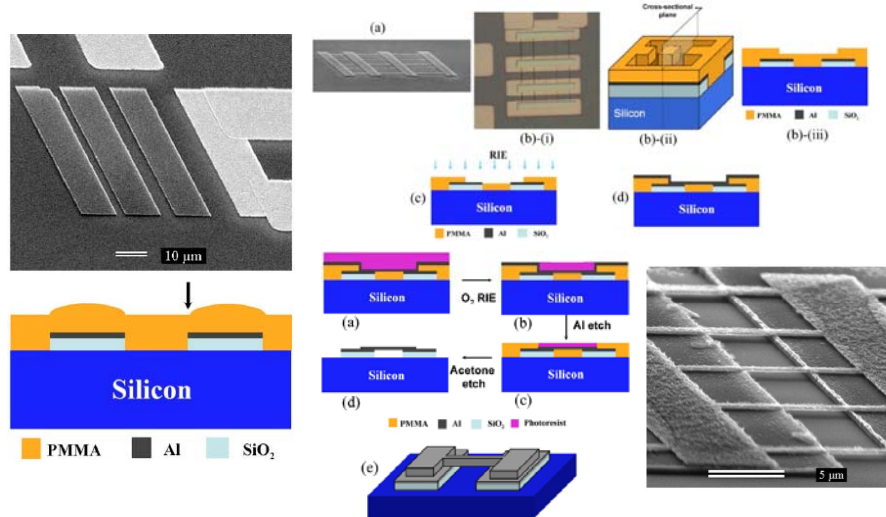 10 μm
Silicon
PMMA Al SiO₂
(a)
(b)-(i)
Cross-sectional
plane
Silicon
(b)-(ii)
Silicon
PMMA Al SiO₂
(b)-(iii)
RIE
(c)
Silicon
PMMA Al SiO₂
(d)
Silicon
(a)
Silicon
O₂ RIE
Silicon
(b)
Al etch
(d)
Silicon
Acetone
etch
Silicon
(c)
PMMA Al SiO₂ Photoresist
(e)
5 μm